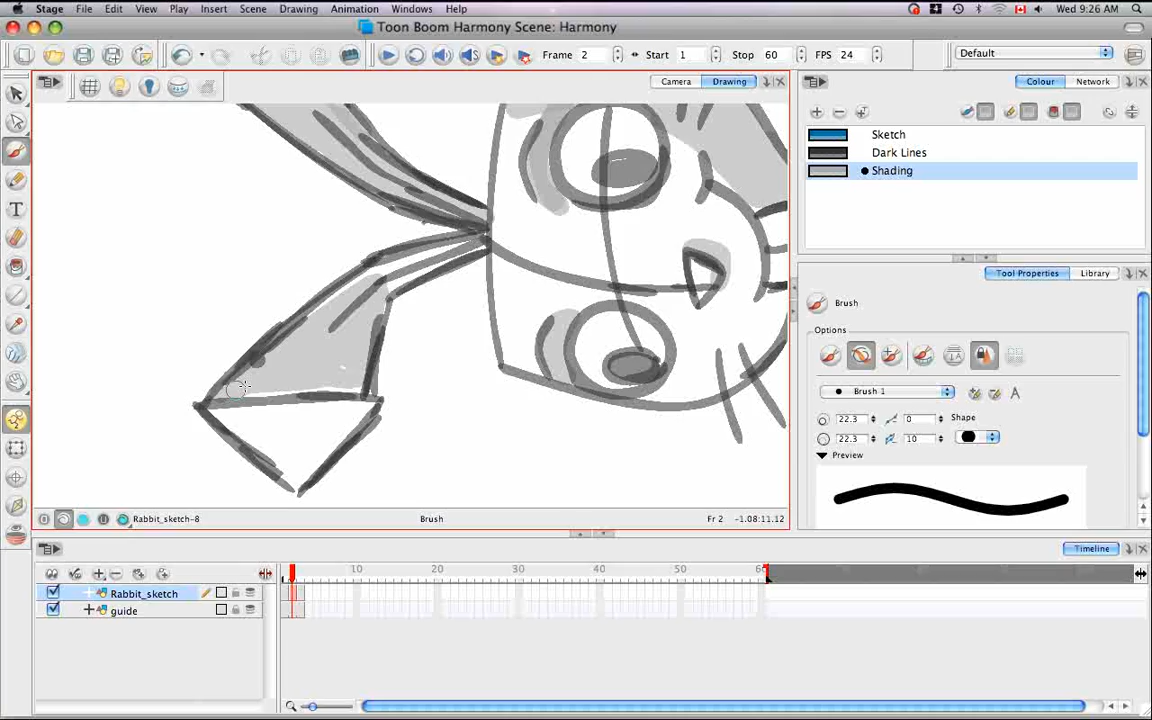 Stage File Edit View Play Insert Scene Drawing Animation Windows Help Wed 9:26 AM
Toon Boom Harmony Scene: Harmony
Frame 2 Start 1 Stop 60 FPS 24 Default
Camera Drawing Colour Network
Sketch
Dark Lines
Shading
Tool Properties Library
Brush
Options
Brush 1 A
22.3 0 Shape
22.3 10
Preview
Rabbit_sketch-8 Brush Fr 2 -1.08:11.12
Timeline
10 20 30 40 50
Rabbit_sketch
guide